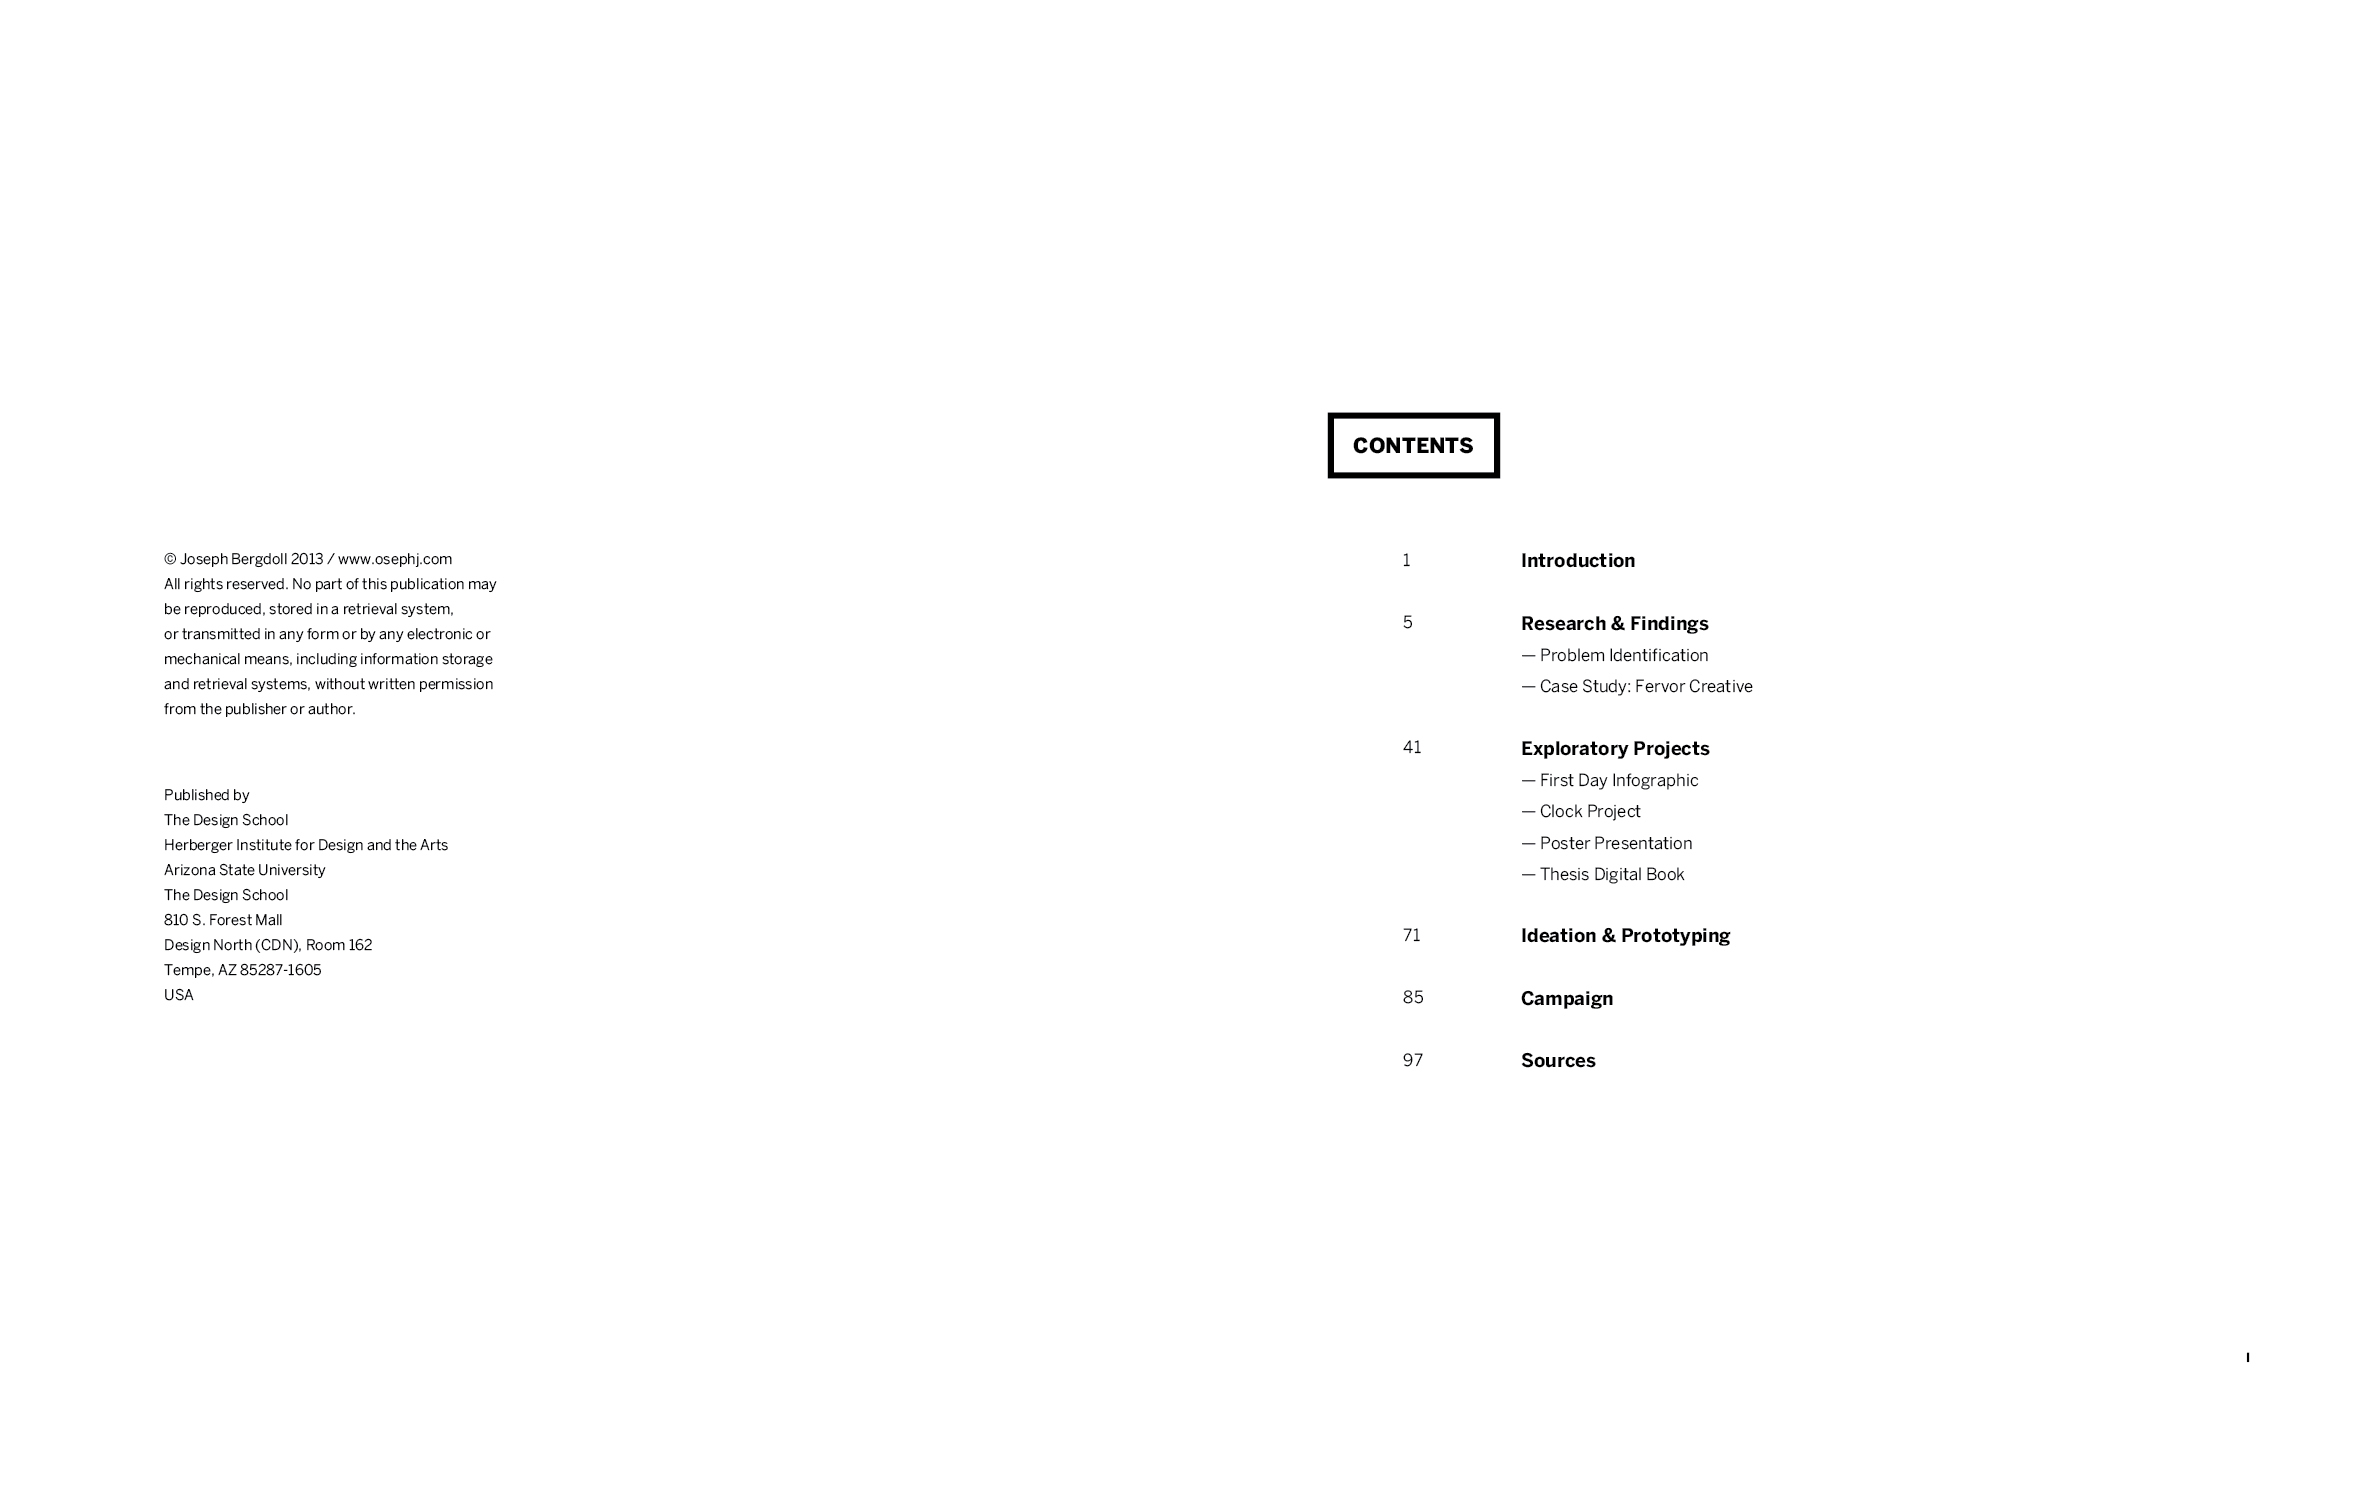 © Joseph Bergdoll 2013 / www.osephj.com
All rights reserved. No part of this publication may
be reproduced, stored in a retrieval system,
or transmitted in any form or by any electronic or
mechanical means, including information storage
and retrieval systems, without written permission
from the publisher or author.
Published by
The Design School
Herberger Institute for Design and the Arts
Arizona State University
The Design School
810 S. Forest Mall
Design North (CDN), Room 162
Tempe, AZ 85287-1605
USA
CONTENTS
1 Introduction
5 Research & Findings
— Problem Identification
— Case Study: Fervor Creative
41 Exploratory Projects
— First Day Infographic
— Clock Project
— Poster Presentation
— Thesis Digital Book
71 Ideation & Prototyping
85 Campaign
97 Sources
I